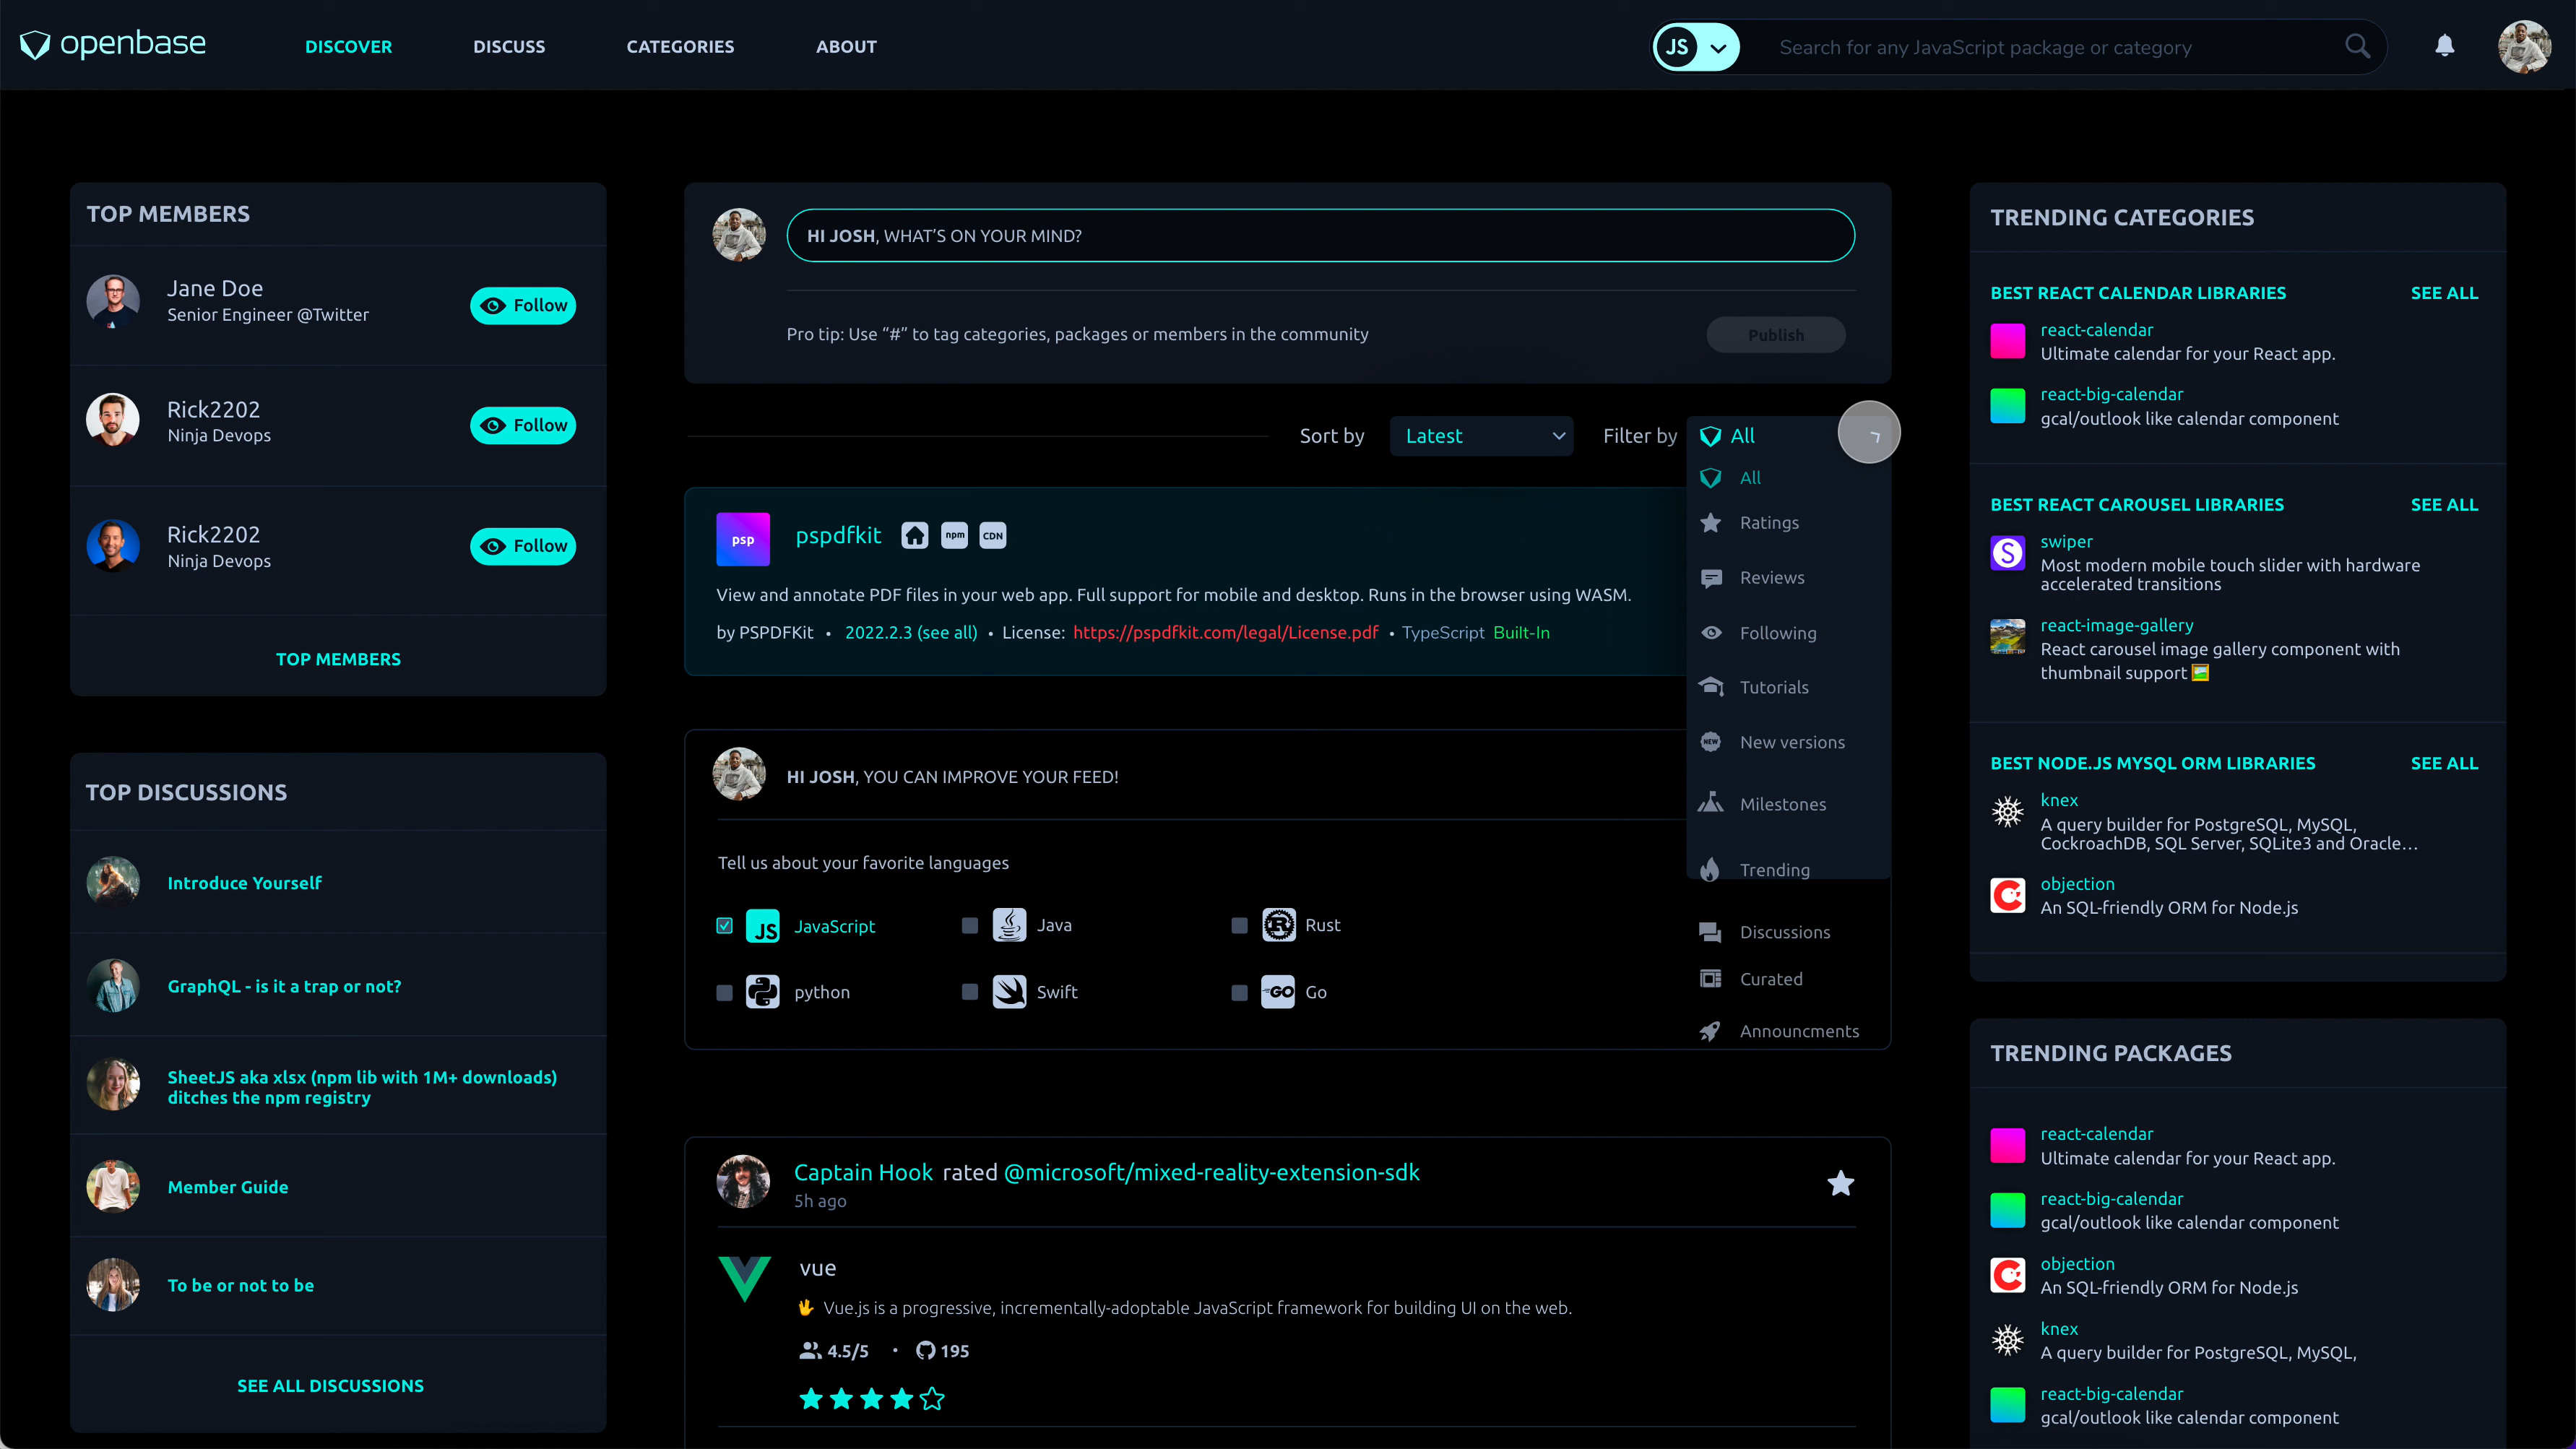 openbase
DISCOVER
DISCUSS
CATEGORIES
ABOUT
JS
Search for any JavaScript package or category
TOP MEMBERS
Jane Doe
Senior Engineer @Twitter
Follow
Rick2202
Ninja Devops
Follow
Rick2202
Ninja Devops
Follow
TOP MEMBERS
TOP DISCUSSIONS
Introduce Yourself
GraphQL - is it a trap or not?
SheetJS aka xlsx (npm lib with 1M+ downloads)
ditches the npm registry
Member Guide
To be or not to be
SEE ALL DISCUSSIONS
HI JOSH, WHAT’S ON YOUR MIND?
Pro tip: Use “#” to tag categories, packages or members in the community
Publish
Sort by
Latest
Filter by
All
All
Ratings
Reviews
Following
Tutorials
NEW
New versions
Milestones
Trending
Discussions
Curated
Announcments
psp
pspdfkit
npm
CDN
View and annotate PDF files in your web app. Full support for mobile and desktop. Runs in the browser using WASM.
by PSPDFKit • 2022.2.3 (see all) • License: https://pspdfkit.com/legal/License.pdf • TypeScript Built-In
HI JOSH, YOU CAN IMPROVE YOUR FEED!
Tell us about your favorite languages
JS
JavaScript
Java
R
Rust
python
Swift
GO
Go
Captain Hook rated @microsoft/mixed-reality-extension-sdk
5h ago
vue
🖖 Vue.js is a progressive, incrementally-adoptable JavaScript framework for building UI on the web.
4.5/5 • 195
TRENDING CATEGORIES
BEST REACT CALENDAR LIBRARIES
SEE ALL
react-calendar
Ultimate calendar for your React app.
react-big-calendar
gcal/outlook like calendar component
BEST REACT CAROUSEL LIBRARIES
SEE ALL
S
swiper
Most modern mobile touch slider with hardware
accelerated transitions
react-image-gallery
React carousel image gallery component with
thumbnail support 🖼️
BEST NODE.JS MYSQL ORM LIBRARIES
SEE ALL
knex
A query builder for PostgreSQL, MySQL,
CockroachDB, SQL Server, SQLite3 and Oracle…
objection
An SQL-friendly ORM for Node.js
TRENDING PACKAGES
react-calendar
Ultimate calendar for your React app.
react-big-calendar
gcal/outlook like calendar component
objection
An SQL-friendly ORM for Node.js
knex
A query builder for PostgreSQL, MySQL,
react-big-calendar
gcal/outlook like calendar component